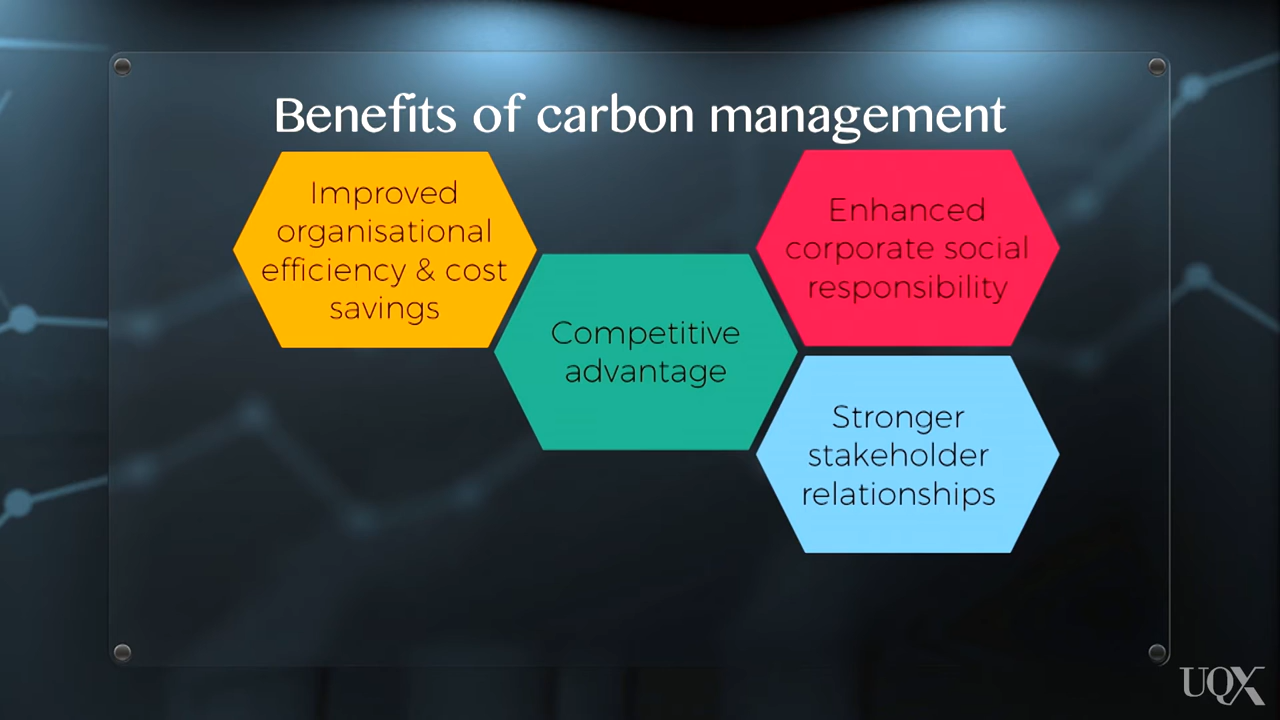 Benefits of carbon management
Improved
organisational
efficiency & cost
savings
Competitive
advantage
Enhanced
corporate social
responsibility
Stronger
stakeholder
relationships
UQX